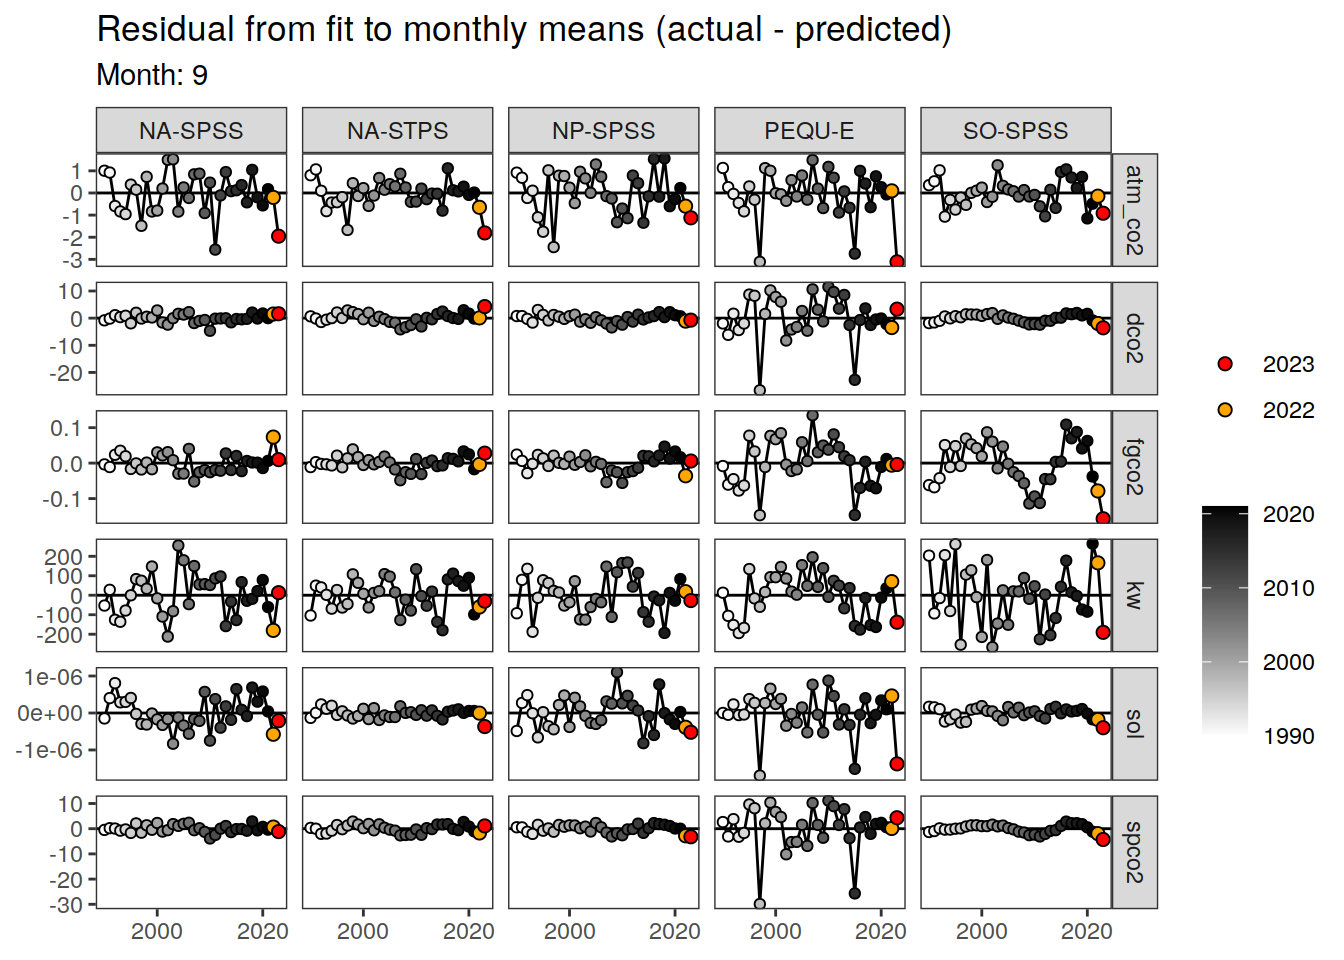 Residual from fit to monthly means (actual - predicted)
Month: 9
NA-SPSS NA-STPS NP-SPSS PEQU-E SO-SPSS
1
0
-1
-2
-3
atm_co2
10
0
-10
-20
dco2
0.1
0.0
-0.1
fgco2
200
100
0
-100
-200
kw
1e-06
0e+00
-1e-06
sol
10
0
-10
-20
-30
spco2
2000 2020 2000 2020 2000 2020 2000 2020 2000 2020
2023
2022
2020
2010
2000
1990